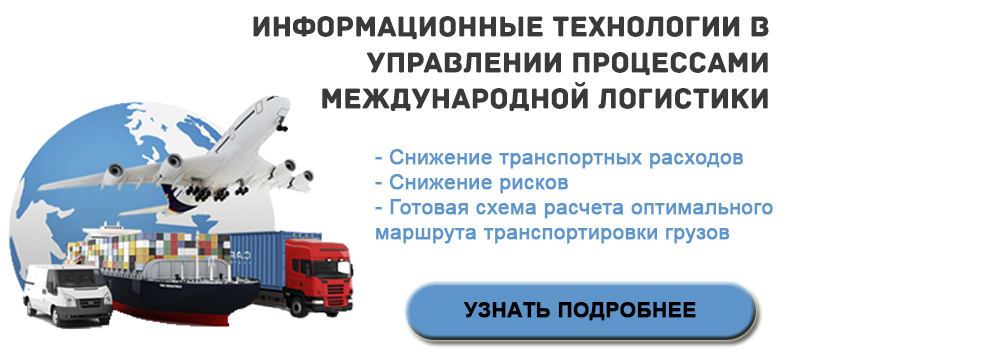 ИНФОРМАЦИОННЫЕ ТЕХНОЛОГИИ В
УПРАВЛЕНИИ ПРОЦЕССАМИ
МЕЖДУНАРОДНОЙ ЛОГИСТИКИ
- Снижение транспортных расходов
- Снижение рисков
- Готовая схема расчета оптимального
маршрута транспортировки грузов
УЗНАТЬ ПОДРОБНЕЕ